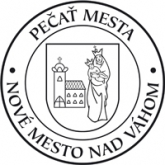 PEČAŤ MESTA
• NOVÉ MESTO NAD VÁHOM •